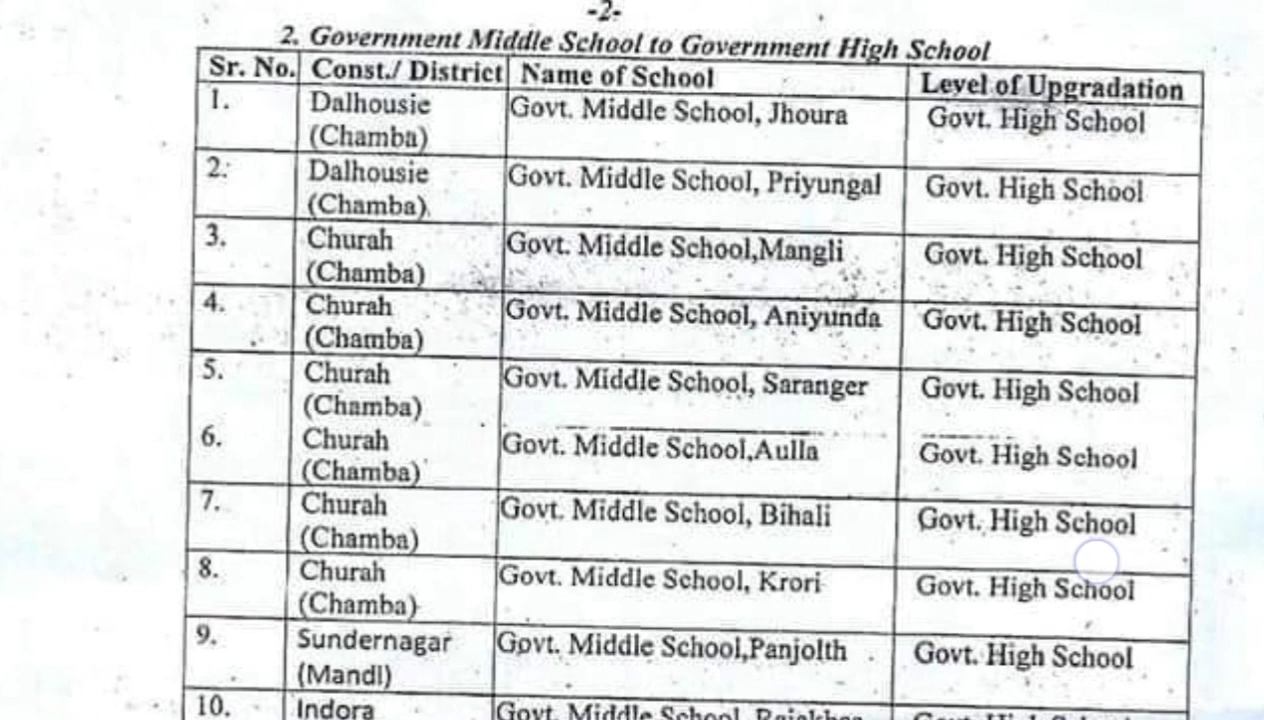 -2-
2. Government Middle School to Government High School
Sr. No. Const./ District Name of School Level of Upgradation
1. Dalhousie (Chamba) Govt. Middle School, Jhoura Govt. High School
2. Dalhousie (Chamba) Govt. Middle School, Priyungal Govt. High School
3. Churah (Chamba) Govt. Middle School,Mangli Govt. High School
4. Churah (Chamba) Govt. Middle School, Aniyunda Govt. High School
5. Churah (Chamba) Govt. Middle School, Saranger Govt. High School
6. Churah (Chamba) Govt. Middle School,Aulla Govt. High School
7. Churah (Chamba) Govt. Middle School, Bihali Govt. High School
8. Churah (Chamba) Govt. Middle School, Krori Govt. High School
9. Sundernagar (Mandi) Govt. Middle School,Panjolth Govt. High School
10. Indora Govt. Middle School